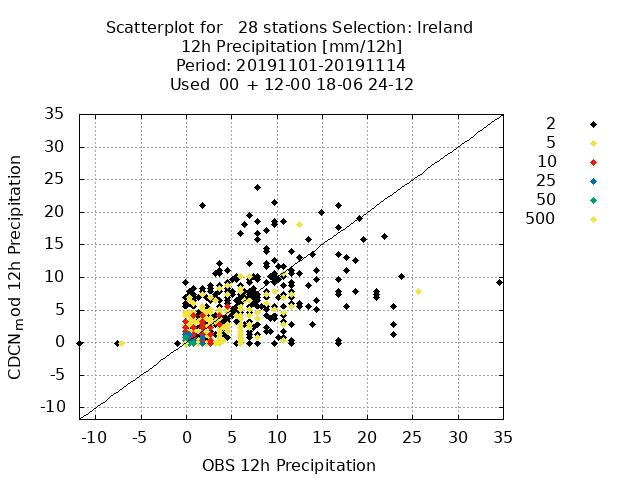 Scatterplot for   28 stations Selection: Ireland
12h Precipitation [mm/12h]
Period: 20191101-20191114
Used  00 + 12-00 18-06 24-12
35
30
25
20
15
10
5
0
-5
-10
CDCN_mod 12h Precipitation
-10 -5 0 5 10 15 20 25 30 35
OBS 12h Precipitation
2
5
10
25
50
500